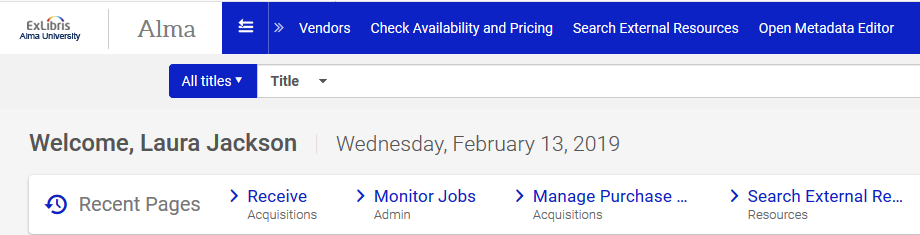 ExLibris
Alma University
Alma
Vendors Check Availability and Pricing Search External Resources Open Metadata Editor
All titles Title
Welcome, Laura Jackson Wednesday, February 13, 2019
Recent Pages
Receive Monitor Jobs Manage Purchase ... Search External Re...
Acquisitions Admin Acquisitions Resources